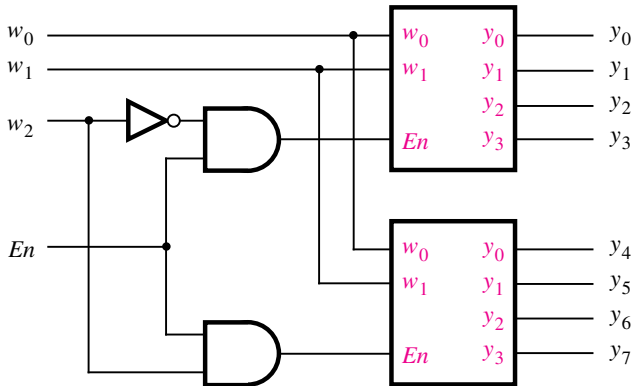 w0 w0 y0 y0
w1 w1 y1 y1
y2 y2
w2
En y3 y3
En w0 y0 y4
w1 y1 y5
y2 y6
En y3 y7